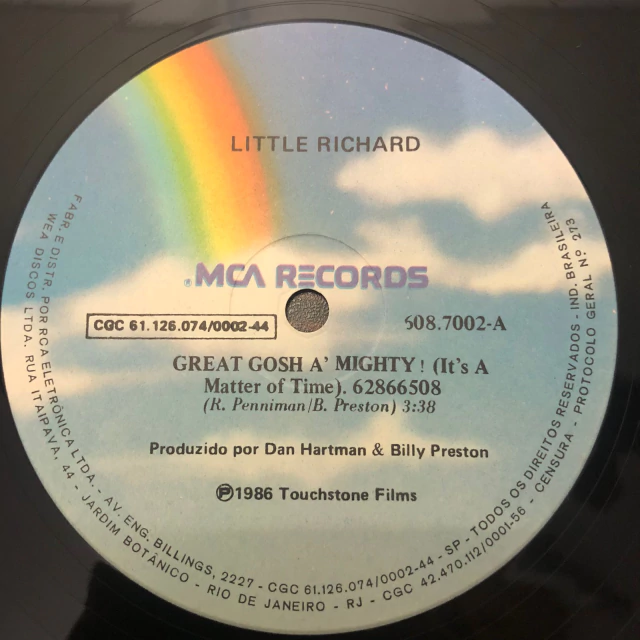 LITTLE RICHARD
® MCA RECORDS
CGC 61.126.074/0002-44
608.7002-A
GREAT GOSH A' MIGHTY! (It's A
Matter of Time). 62866508
(R. Penniman/B. Preston) 3:38
Produzido por Dan Hartman & Billy Preston
Ⓟ1986 Touchstone Films
FABR. E DISTR. POR RCA ELETRÔNICA LTDA. - AV. ENG. BILLINGS, 2227 - CGC 61.126.074/0002-44 - SP - TODOS OS DIREITOS RESERVADOS - IND. BRASILEIRA
WEA DISCOS LTDA. RUA ITAIPAVA, 44 - JARDIM BOTÂNICO - RIO DE JANEIRO - RJ - CGC 42.470.112/0001-56 - CENSURA - PROTOCOLO GERAL Nº 273